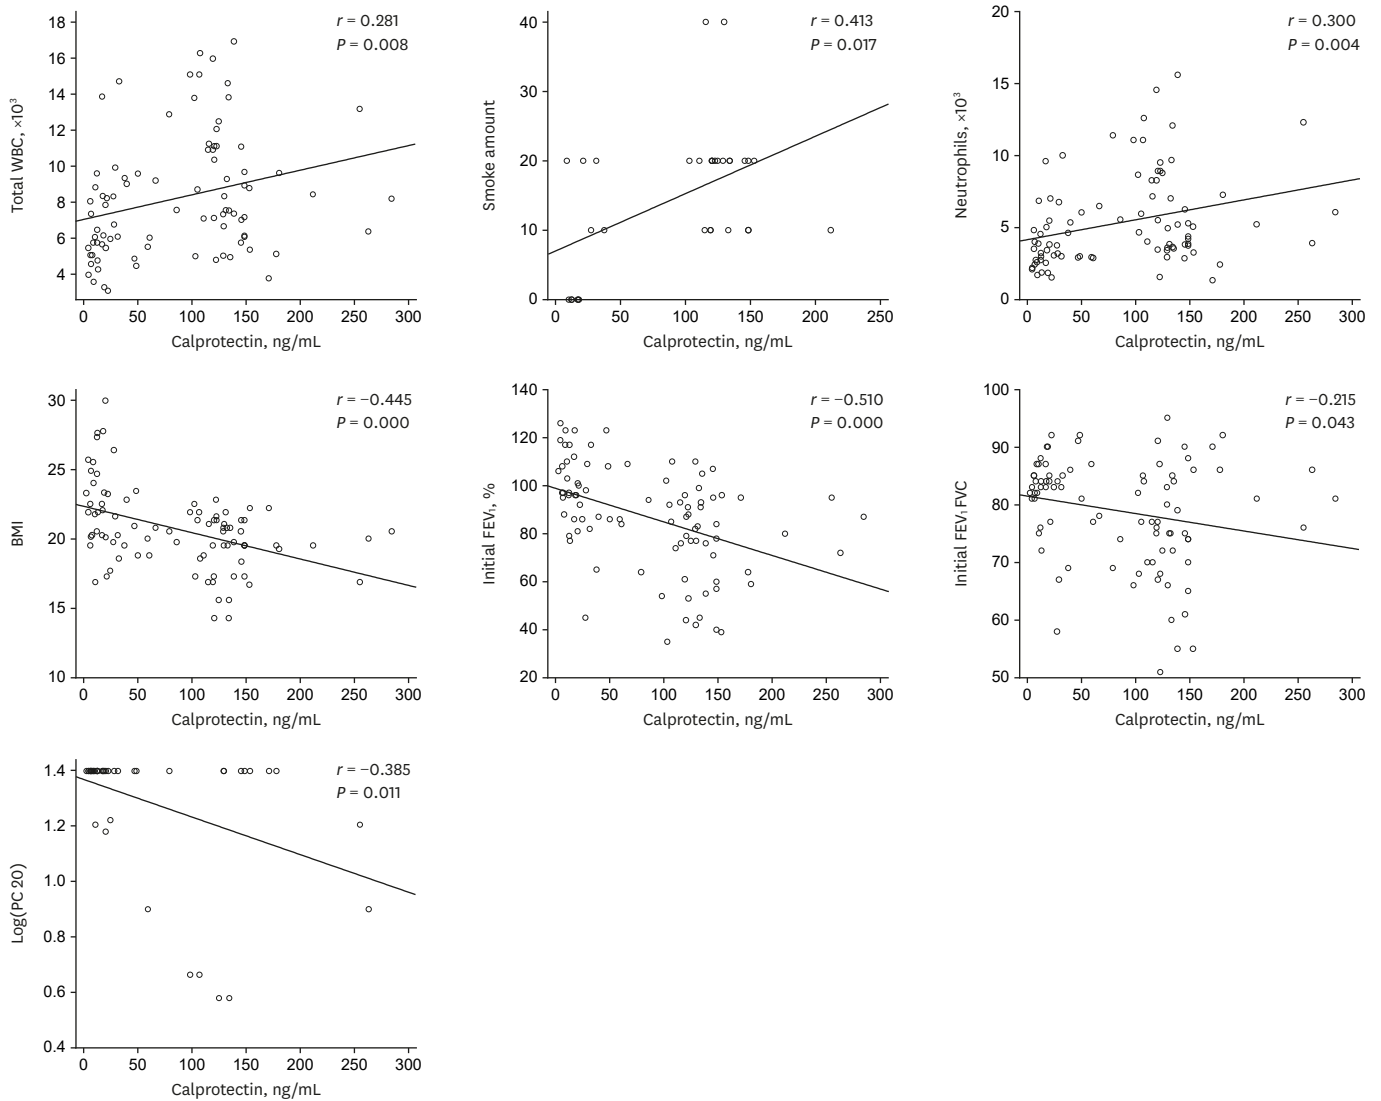 r = 0.281
P = 0.008
Total WBC, ×10³
18
16
14
12
10
8
6
4
0 50 100 150 200 250 300
Calprotectin, ng/mL
r = 0.413
P = 0.017
Smoke amount
40
30
20
10
0
0 50 100 150 200 250
Calprotectin, ng/mL
r = 0.300
P = 0.004
Neutrophils, ×10³
20
15
10
5
0
0 50 100 150 200 250 300
Calprotectin, ng/mL
r = −0.445
P = 0.000
BMI
30
25
20
15
10
0 50 100 150 200 250 300
Calprotectin, ng/mL
r = −0.510
P = 0.000
Initial FEV₁, %
140
120
100
80
60
40
20
0 50 100 150 200 250 300
Calprotectin, ng/mL
r = −0.215
P = 0.043
Initial FEV₁ FVC
100
90
80
70
60
50
0 50 100 150 200 250 300
Calprotectin, ng/mL
r = −0.385
P = 0.011
Log(PC 20)
1.4
1.2
1.0
0.8
0.6
0.4
0 50 100 150 200 250 300
Calprotectin, ng/mL